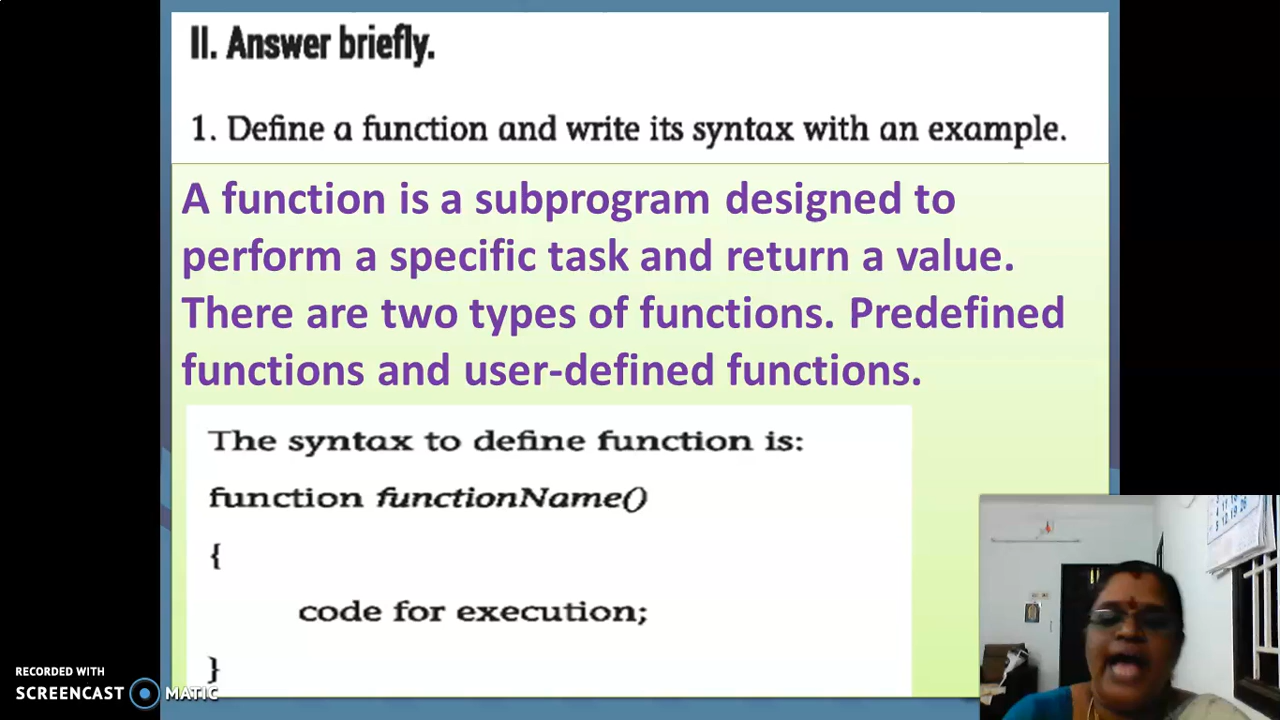 II. Answer briefly.
1. Define a function and write its syntax with an example.
A function is a subprogram designed to
perform a specific task and return a value.
There are two types of functions. Predefined
functions and user-defined functions.
The syntax to define function is:
function functionName()
{
code for execution;
}
RECORDED WITH
SCREENCAST MATIC